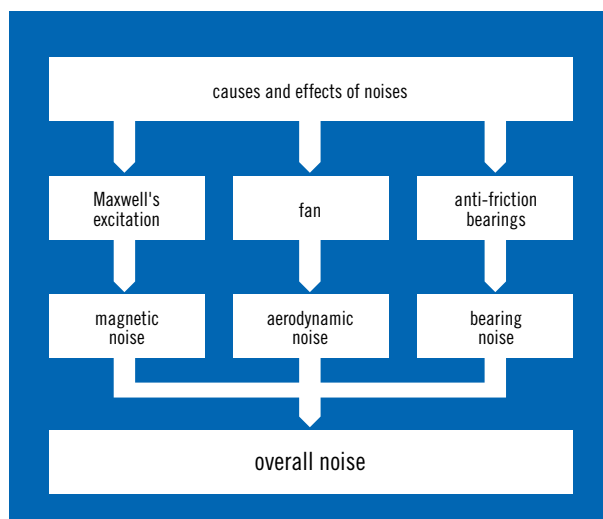 causes and effects of noises
Maxwell's
excitation
fan
anti-friction
bearings
magnetic
noise
aerodynamic
noise
bearing
noise
overall noise